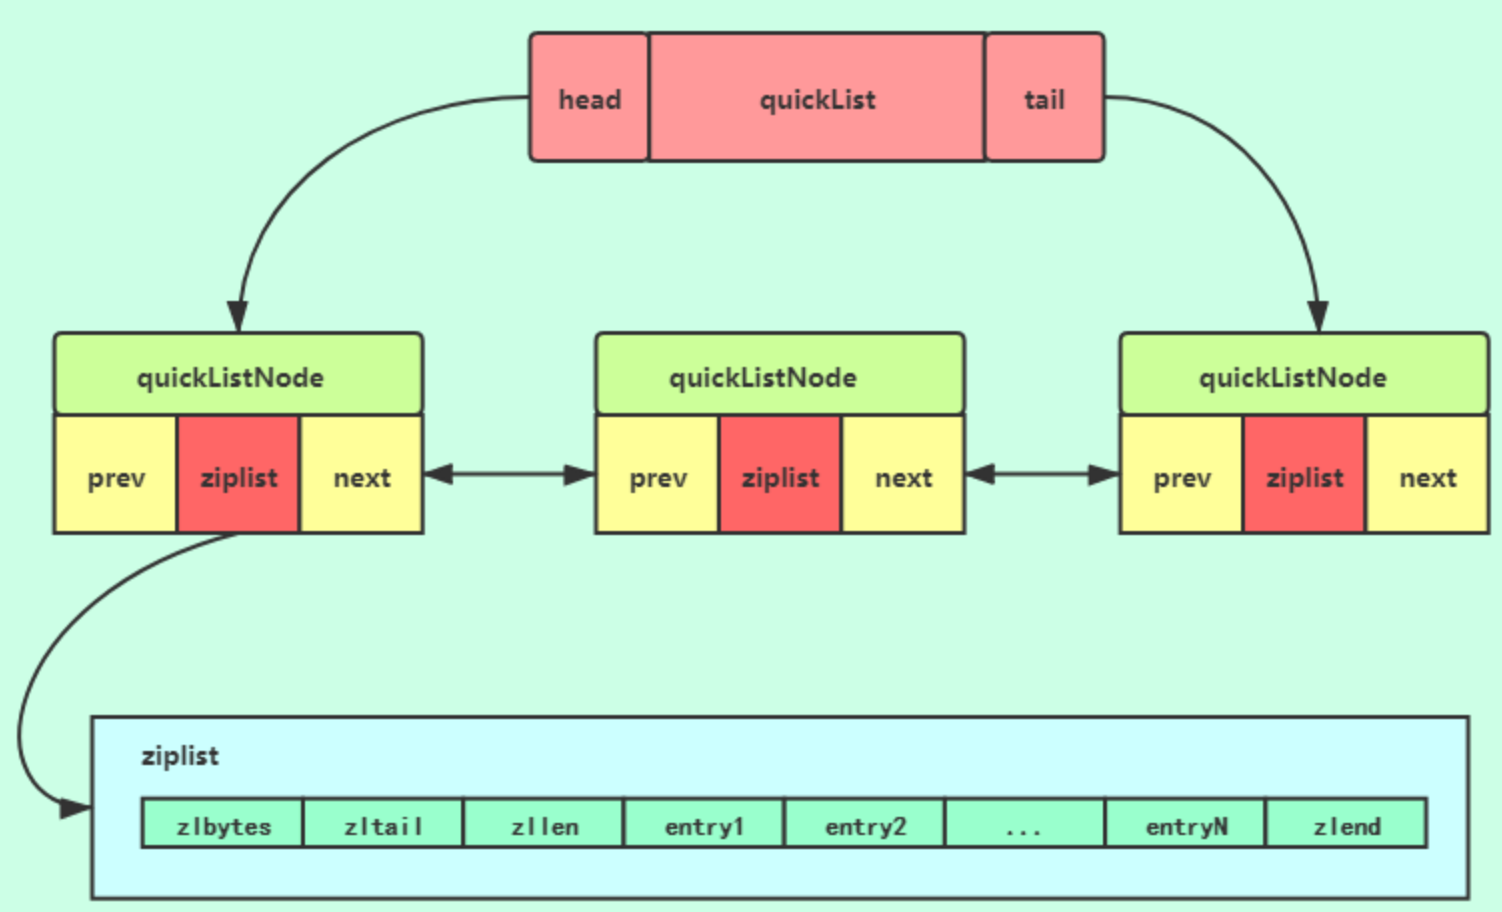 head quickList tail
quickListNode quickListNode quickListNode
prev ziplist next prev ziplist next prev ziplist next
ziplist
zlbytes zltail zllen entry1 entry2 ... entryN zlend